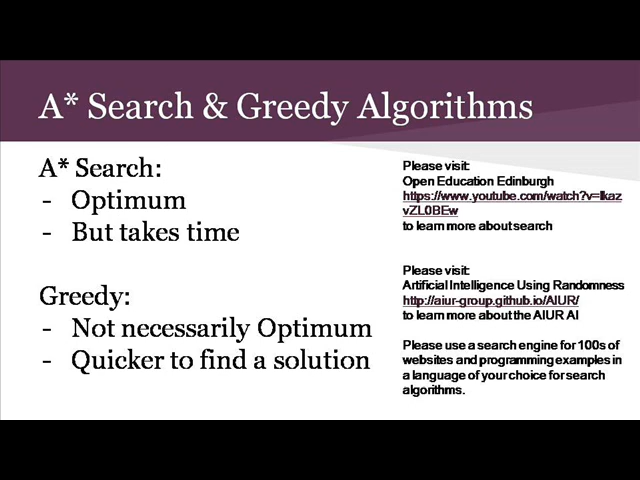 A* Search & Greedy Algorithms
A* Search:
- Optimum
- But takes time
Greedy:
- Not necessarily Optimum
- Quicker to find a solution
Please visit:
Open Education Edinburgh
https://www.youtube.com/watch?v=Ikaz
vZL0BEw
to learn more about search
Please visit:
Artificial Intelligence Using Randomness
http://aiur-group.github.io/AIUR/
to learn more about the AIUR AI
Please use a search engine for 100s of
websites and programming examples in
a language of your choice for search
algorithms.